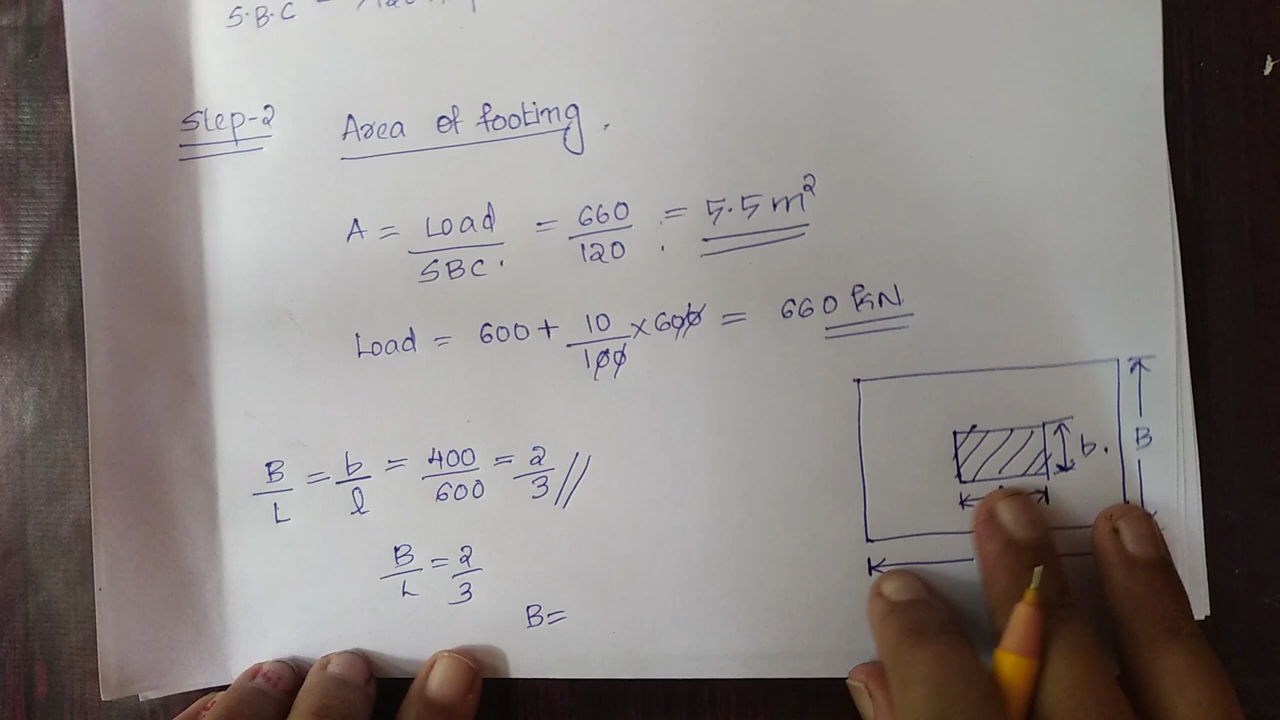 S.B.C -
Step-2 Area of footing.
A = Load/SBC. = 660/120 = 5.5 m²
Load = 600 + 10/100 x 600 = 660 KN
B/L = b/l = 400/600 = 2/3 //
B/L = 2/3
B=
b.
B